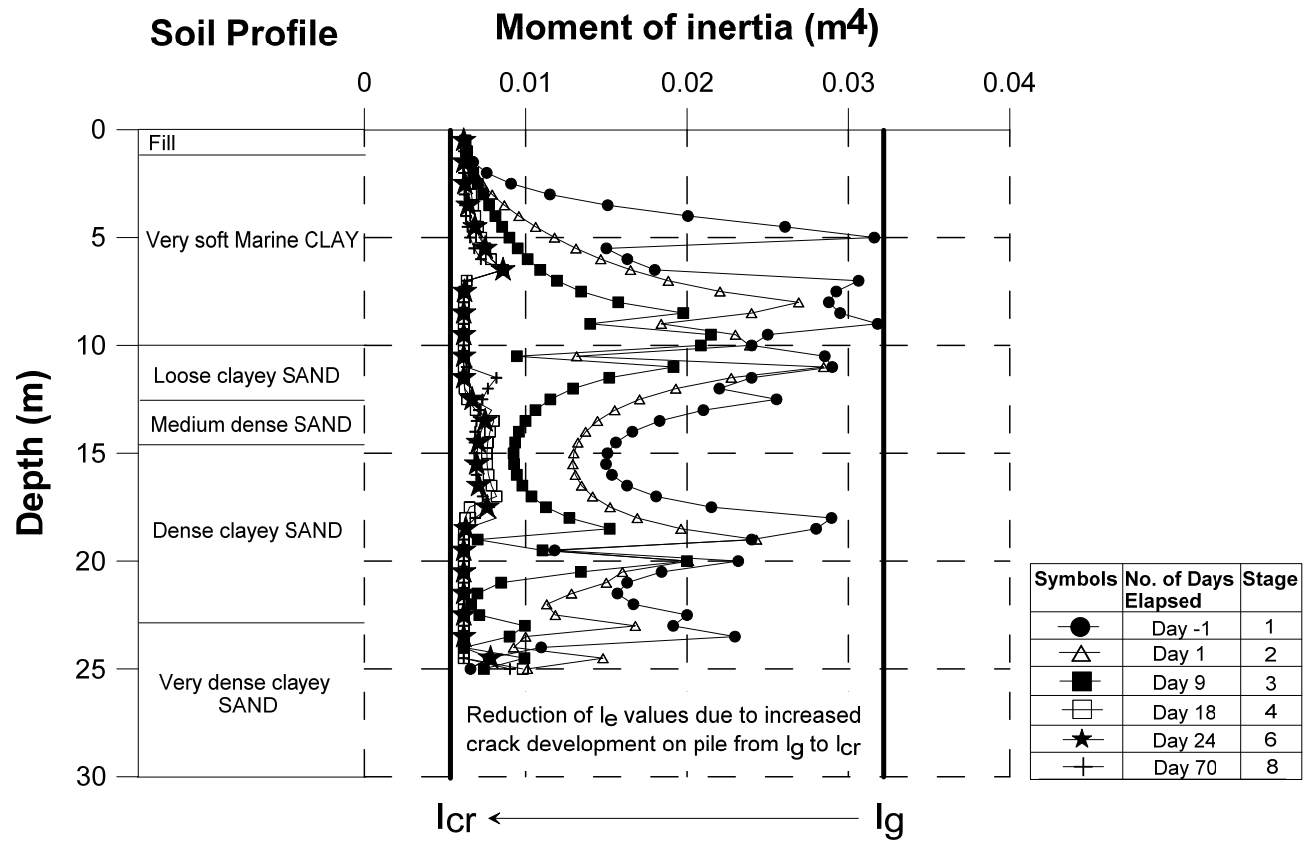 Soil Profile
Moment of inertia (m4)
0 0.01 0.02 0.03 0.04
0
5
10
15
20
25
30
Depth (m)
Fill
Very soft Marine CLAY
Loose clayey SAND
Medium dense SAND
Dense clayey SAND
Very dense clayey
SAND
Reduction of Ie values due to increased
crack development on pile from Ig to Icr
Icr
Ig
Symbols No. of Days Stage
Elapsed
Day -1 1
Day 1 2
Day 9 3
Day 18 4
Day 24 6
Day 70 8